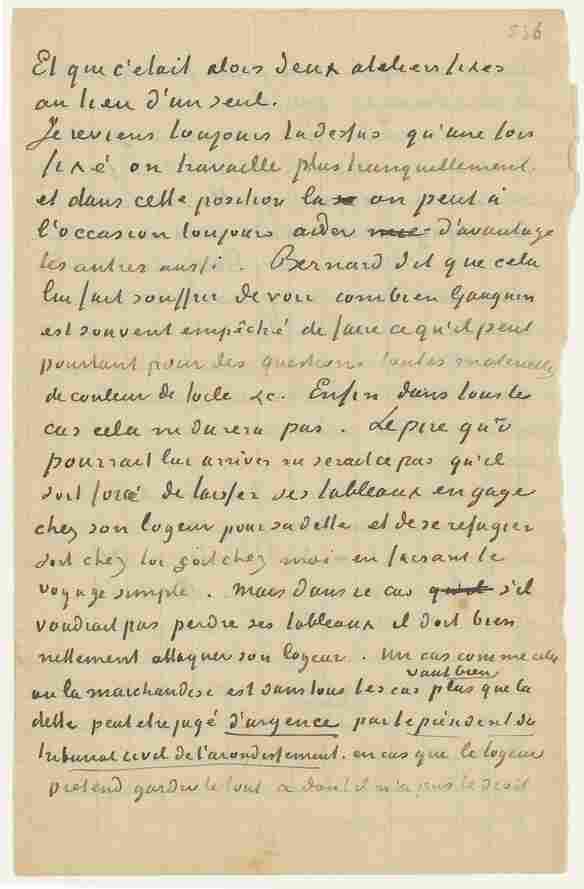 536
Et que c'etait alors deux ateliers fixes
au lieu d'un seul.
Je reviens toujours la dessus qu'une fois
fixé on travaille plus tranquillement.
et dans cette position la on peut à
l'occasion toujours aider d'avantage
les autres aussi. Bernard dit que cela
lui fait souffrir de voir combien Gauguin
est souvent empêché de faire ce qu'il peut
pourtant pour des questions toutes materielles
de couleur de toile &c. Enfin dans tous les
cas cela ne durera pas. Le pire qu'il
pourrait lui arriver ne serait ce pas qu'il
soit forcé de laisser ses tableaux en gage
chez son logeur pour sa dette et de se refugier
soit chez toi soit chez moi en faisant le
voyage simple. Mais dans ce cas qu'il s'il
voudrait pas perdre ses tableaux il doit bien
nettement attaquer son logeur. Un cas comme cela
vaut bien
ou la marchandise est dans tous les cas plus que la
dette peut etre jugé d'urgence par le président du
tribunal civil de l'arondissement. en cas que le logeur
pretend garder le tout a dont il n'a pas le droit